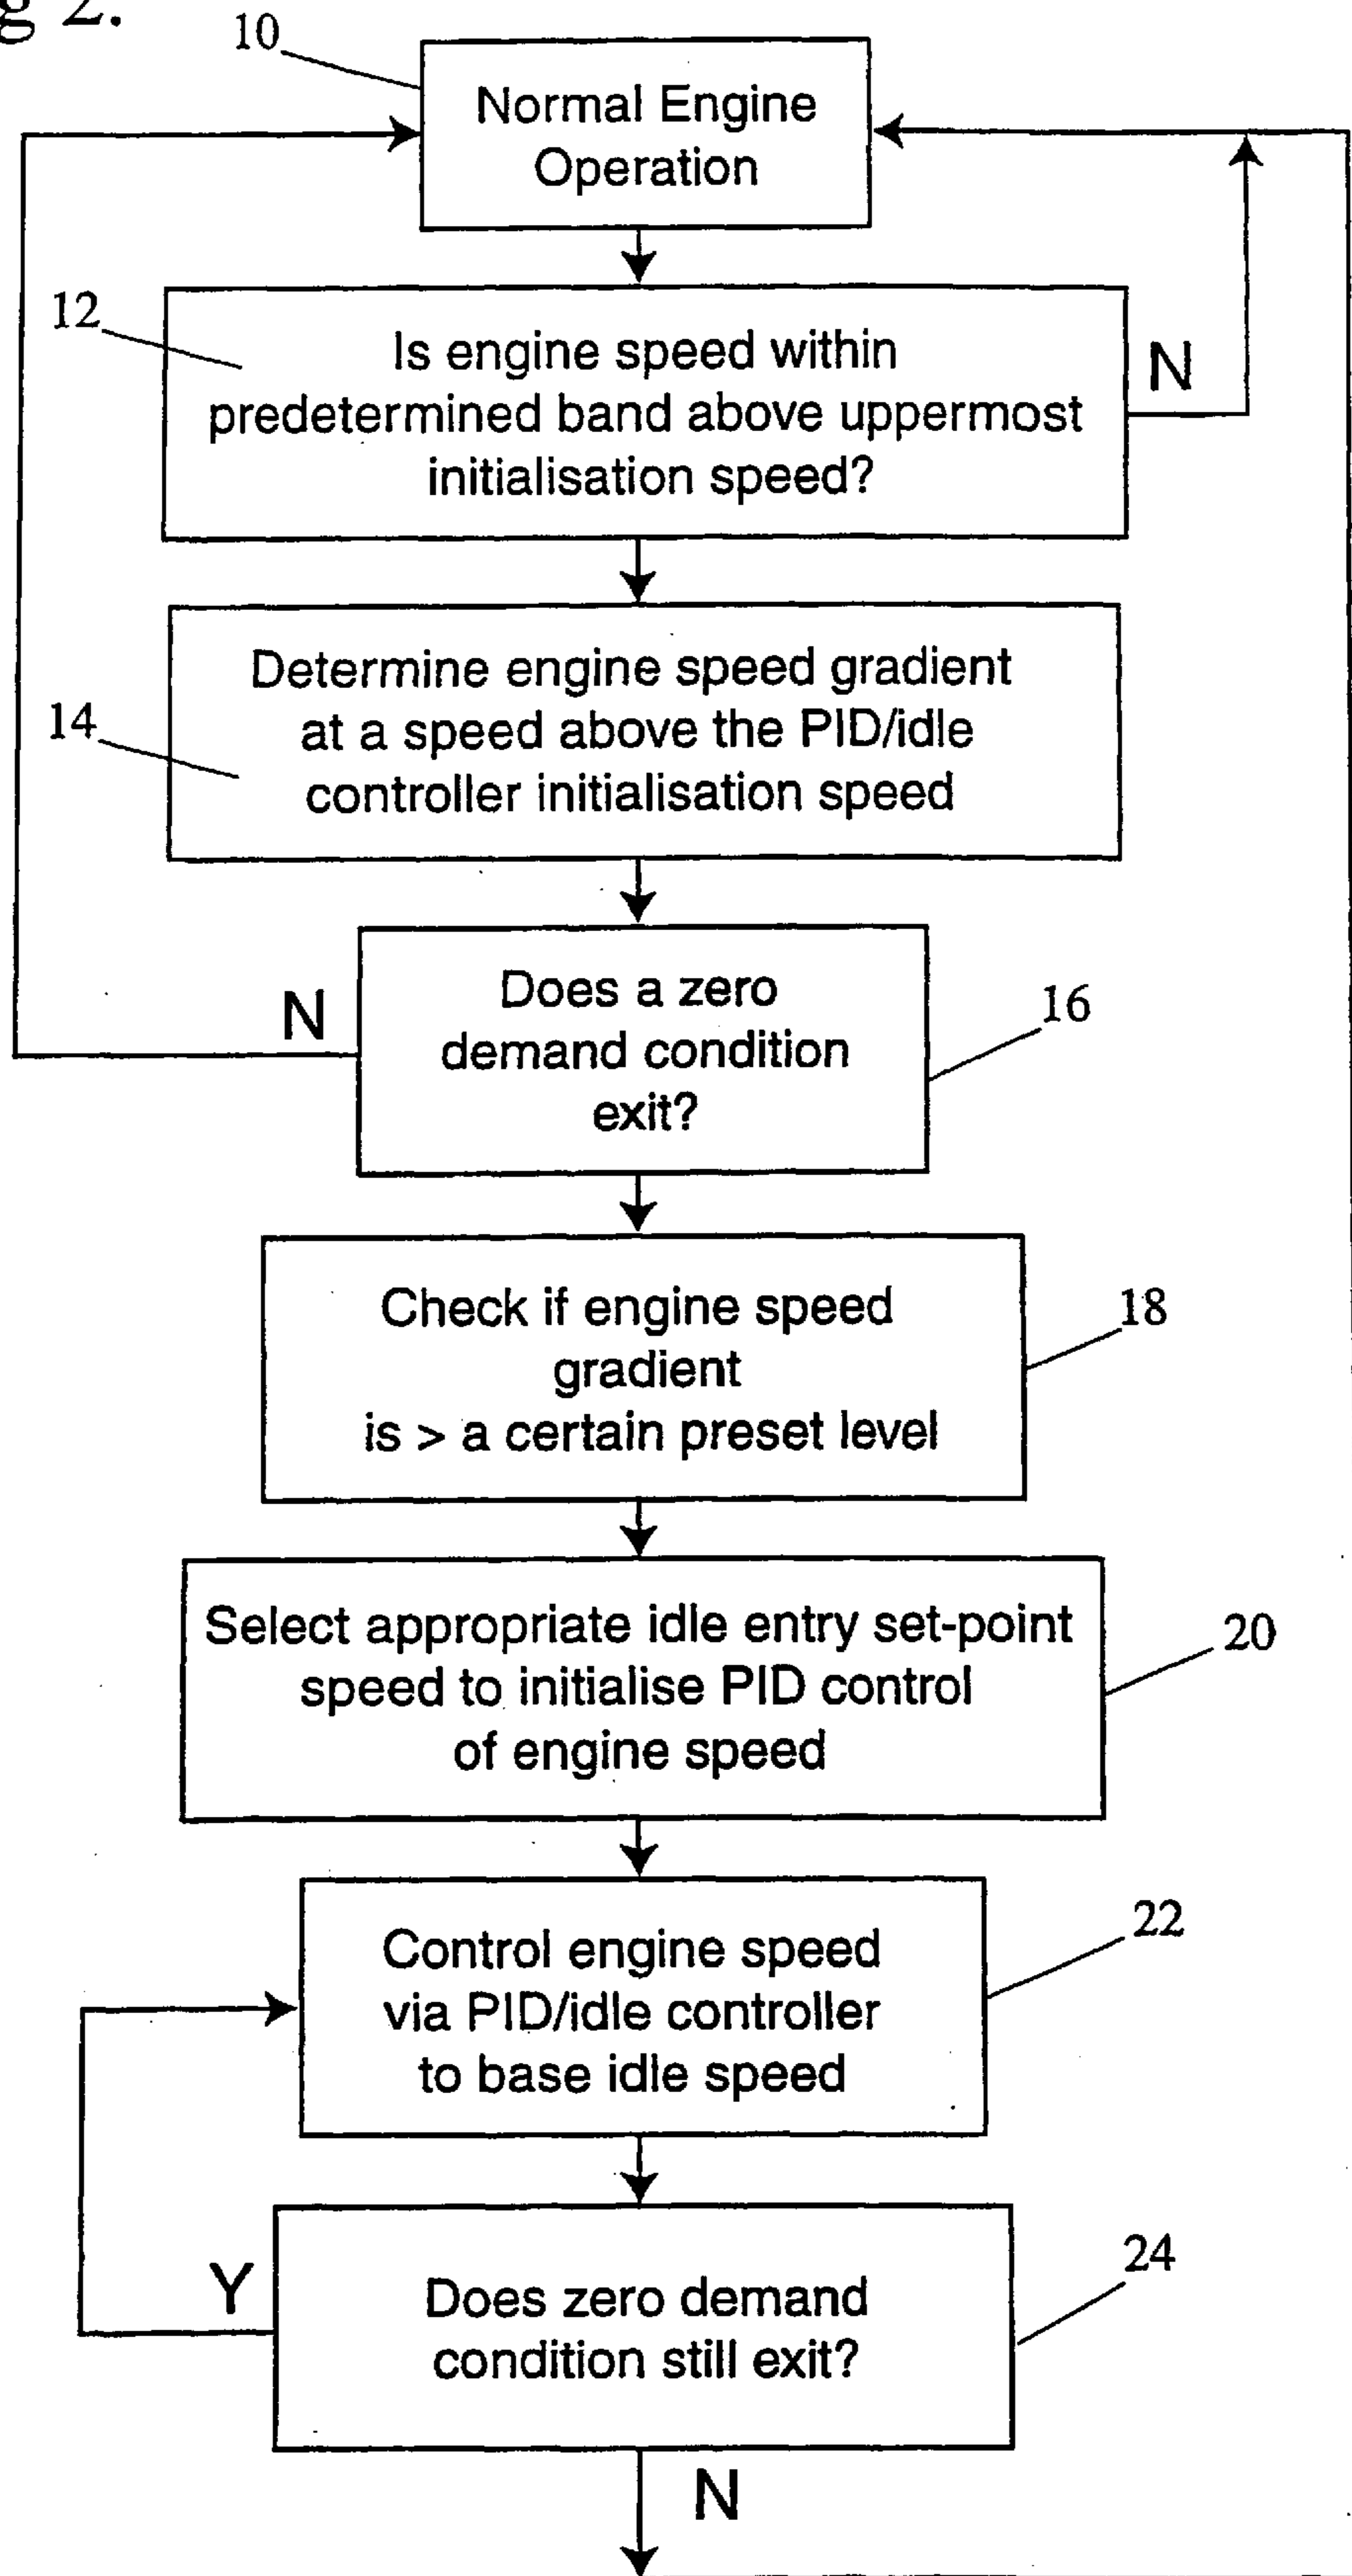 g 2.
10
Normal Engine
Operation
12
Is engine speed within
predetermined band above uppermost
initialisation speed?
N
Determine engine speed gradient
at a speed above the PID/idle
controller initialisation speed
14
Does a zero
demand condition
exit?
N
16
Check if engine speed
gradient
is > a certain preset level
18
Select appropriate idle entry set-point
speed to initialise PID control
of engine speed
20
Control engine speed
via PID/idle controller
to base idle speed
22
Does zero demand
condition still exit?
Y
24
N